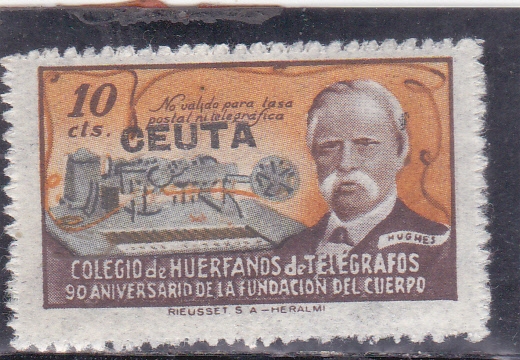 10
cts.
No valido para tasa
postal ni telegráfica
CEUTA
HUGHES
COLEGIO de HUERFANOS de TELEGRAFOS
90 ANIVERSARIO DE LA FUNDACION DEL CUERPO
RIEUSSET S A - HERALMI